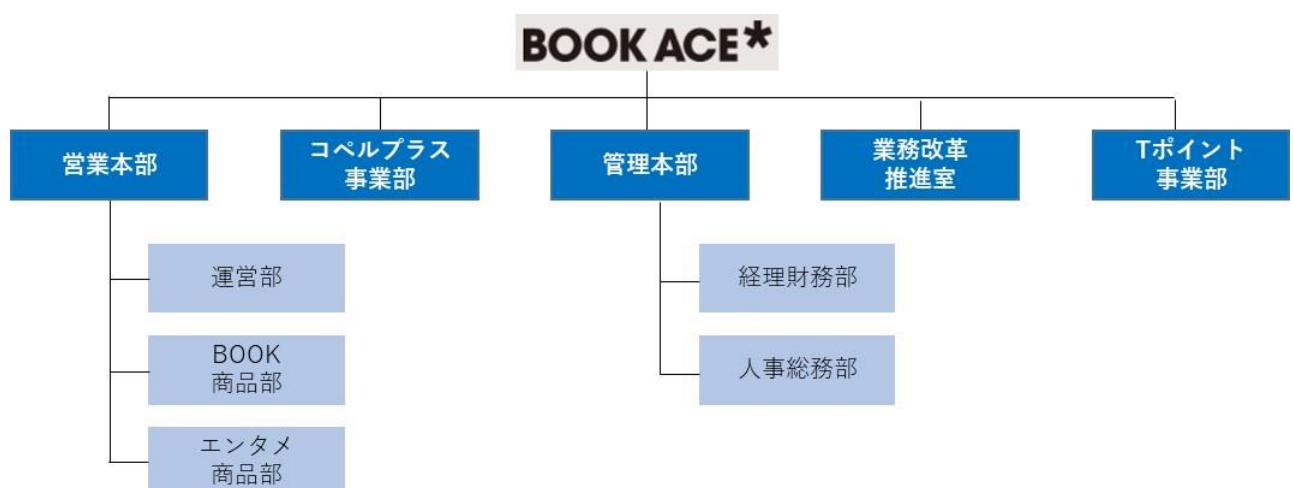 BOOK ACE*
営業本部
コペルプラス
事業部
管理本部
業務改革
推進室
Tポイント
事業部
運営部
経理財務部
BOOK
商品部
人事総務部
エンタメ
商品部